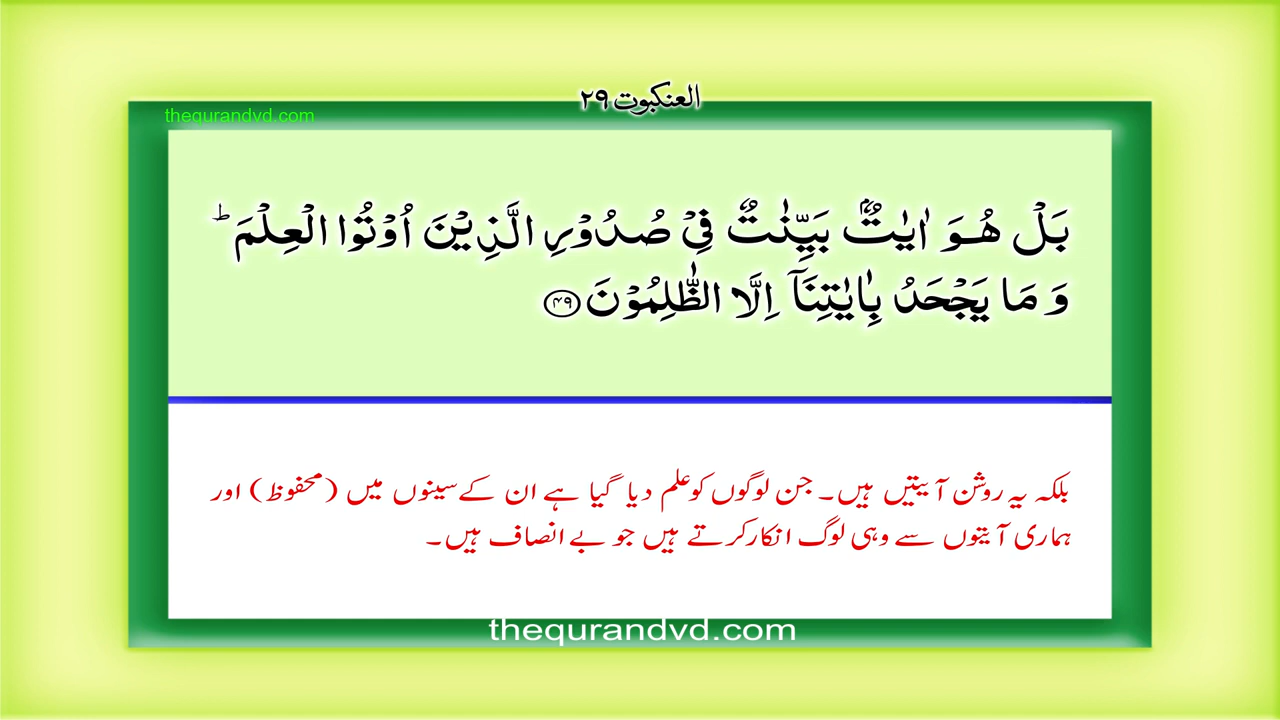 العنكبوت ٢٩
thequrandvd.com
بَلْ هُوَ اٰيٰتٌۢ بَيِّنٰتٌ فِىْ صُدُوْرِ الَّذِيْنَ اُوْتُوا الْعِلْمَ ؕ
وَ مَا يَجْحَدُ بِاٰيٰتِنَاۤ اِلَّا الظّٰلِمُوْنَ ﴿۴۹﴾
بلکہ یہ روشن آیتیں ہیں۔ جن لوگوں کو علم دیا گیا ہے ان کے سینوں میں (محفوظ) اور
ہماری آیتوں سے وہی لوگ انکار کرتے ہیں جو بے انصاف ہیں۔
thequrandvd.com